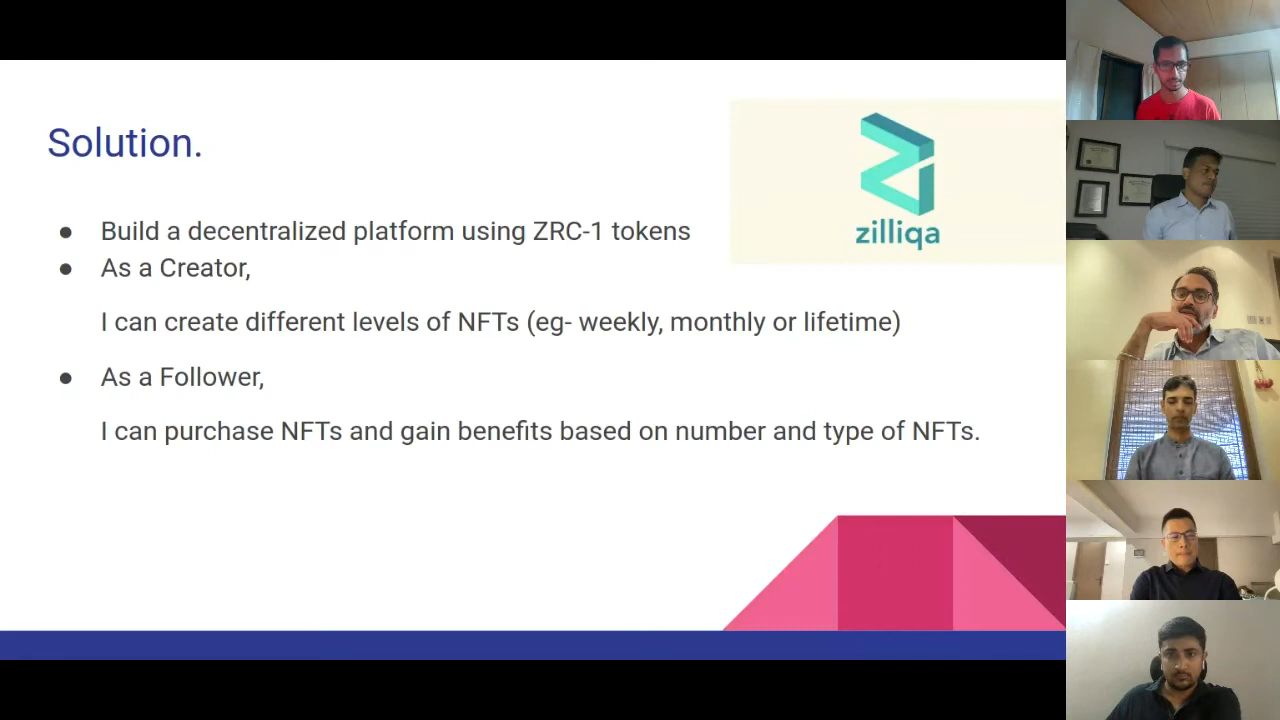 Solution.
zilliqa
● Build a decentralized platform using ZRC-1 tokens
● As a Creator,
I can create different levels of NFTs (eg- weekly, monthly or lifetime)
● As a Follower,
I can purchase NFTs and gain benefits based on number and type of NFTs.